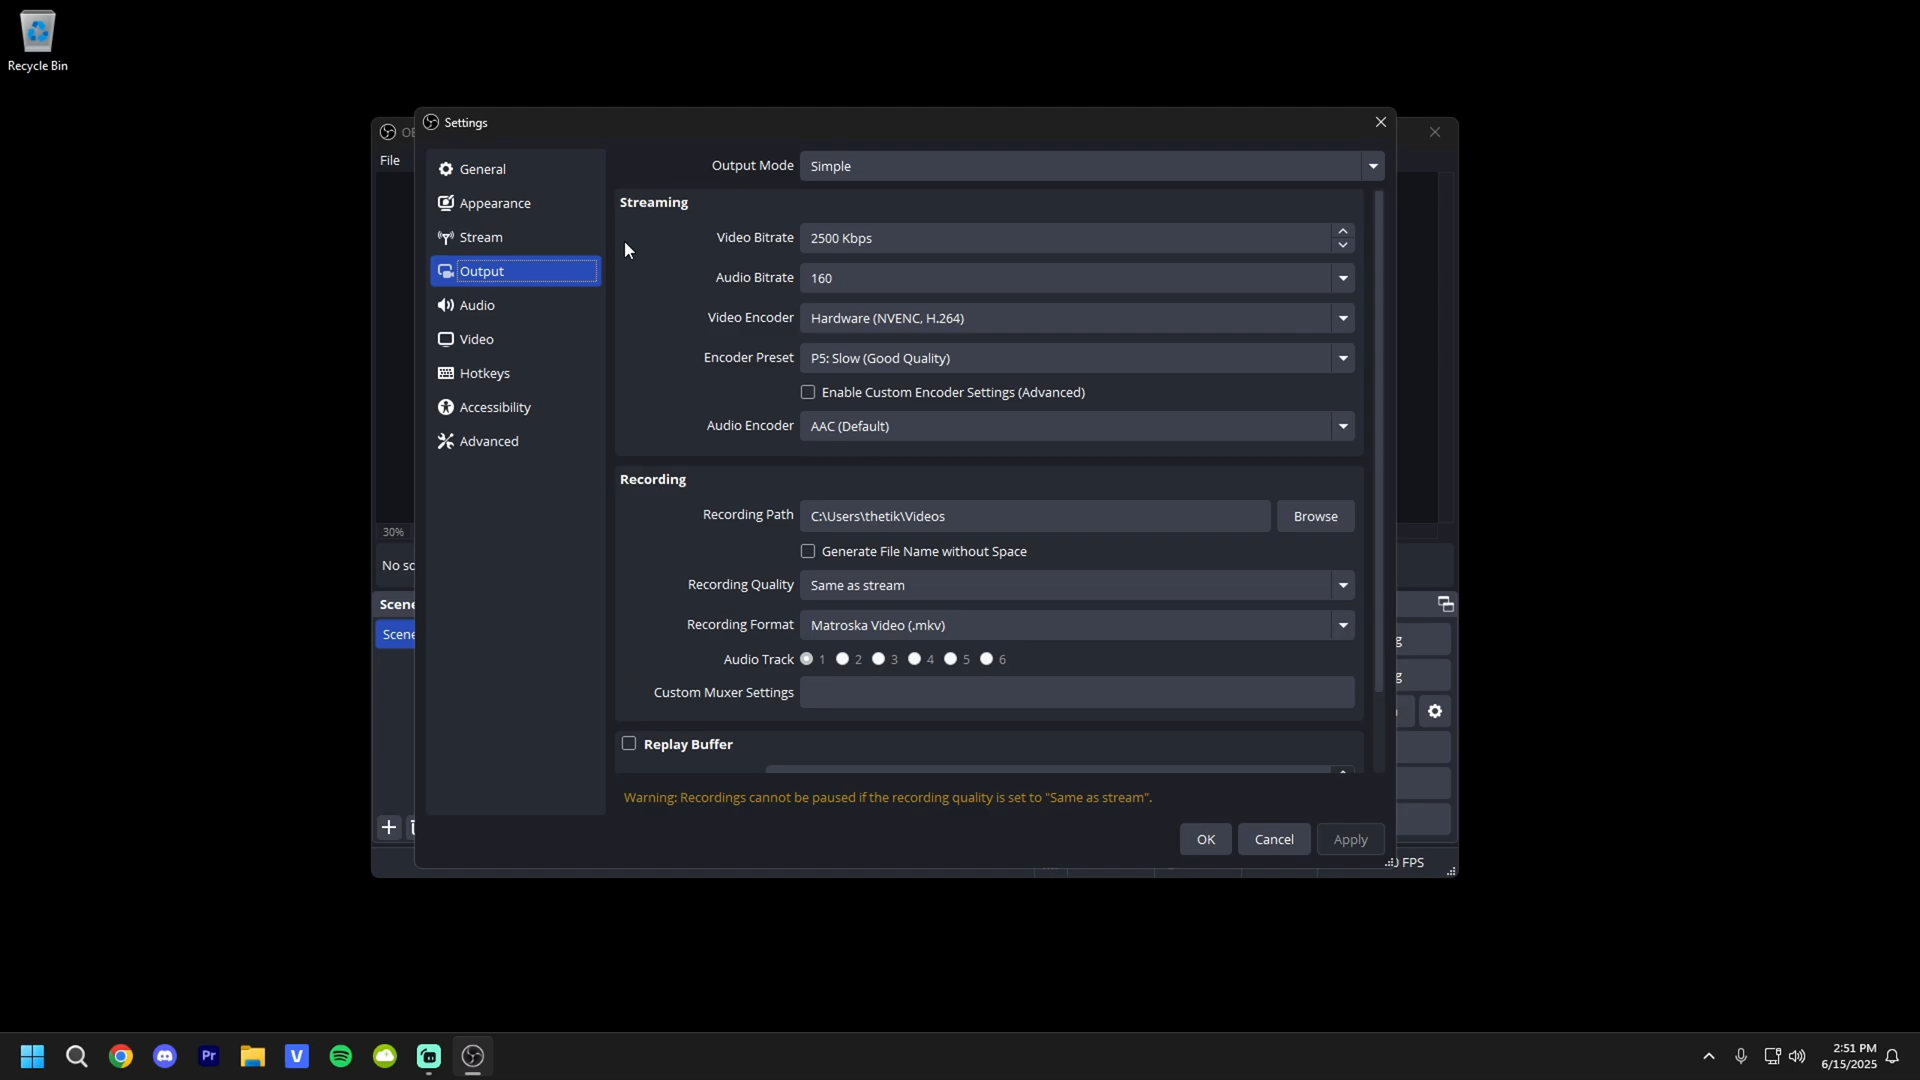 Recycle Bin
Settings
File
General
Appearance
Stream
Output
Audio
Video
Hotkeys
Accessibility
Advanced
Output Mode Simple
Streaming
Video Bitrate 2500 Kbps
Audio Bitrate 160
Video Encoder Hardware (NVENC, H.264)
Encoder Preset P5: Slow (Good Quality)
Enable Custom Encoder Settings (Advanced)
Audio Encoder AAC (Default)
Recording
Recording Path C:\Users\thetik\Videos Browse
Generate File Name without Space
Recording Quality Same as stream
Recording Format Matroska Video (.mkv)
Audio Track 1 2 3 4 5 6
Custom Muxer Settings
Replay Buffer
Warning: Recordings cannot be paused if the recording quality is set to "Same as stream".
OK Cancel Apply
30%
No sc
Scene
Scene
FPS
Pr
V
2:51 PM
6/15/2025